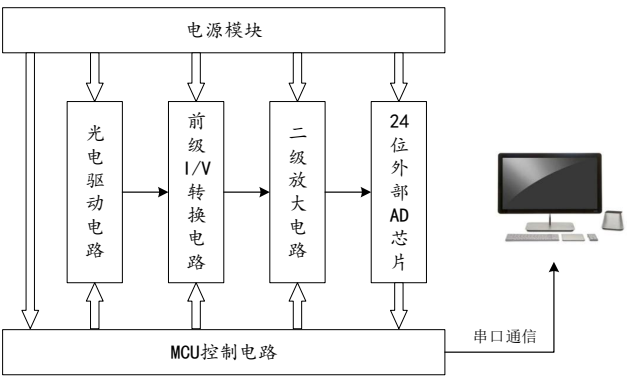 电源模块
光电驱动电路
前级I/V转换电路
二级放大电路
24位外部AD芯片
串口通信
MCU控制电路